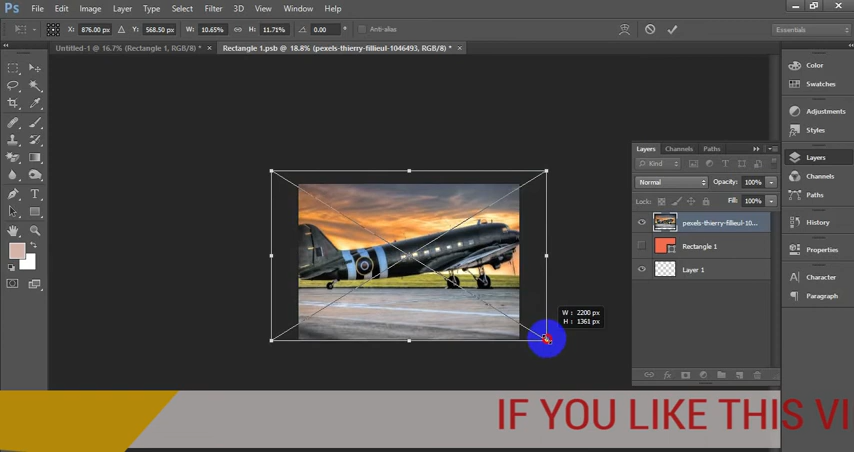 Ps File Edit Image Layer Type Select Filter 3D View Window Help
X: 876.00 px Y: 568.50 px W: 10.65% H: 11.71% 0.00 ° Anti-alias Essentials
Untitled-1 @ 16.7% (Rectangle 1, RGB/8) * × Rectangle 1.psb @ 18.8% (pexels-thierry-fillieul-1046493, RGB/8) * ×
Color
Swatches
Adjustments
Styles
Layers
Channels
Paths
History
Properties
Character
Paragraph
Layers Channels Paths
Kind
Normal Opacity: 100%
Lock: Fill: 100%
pexels-thierry-fillieul-10...
Rectangle 1
Layer 1
W : 2200 px
H : 1361 px
IF YOU LIKE THIS VI